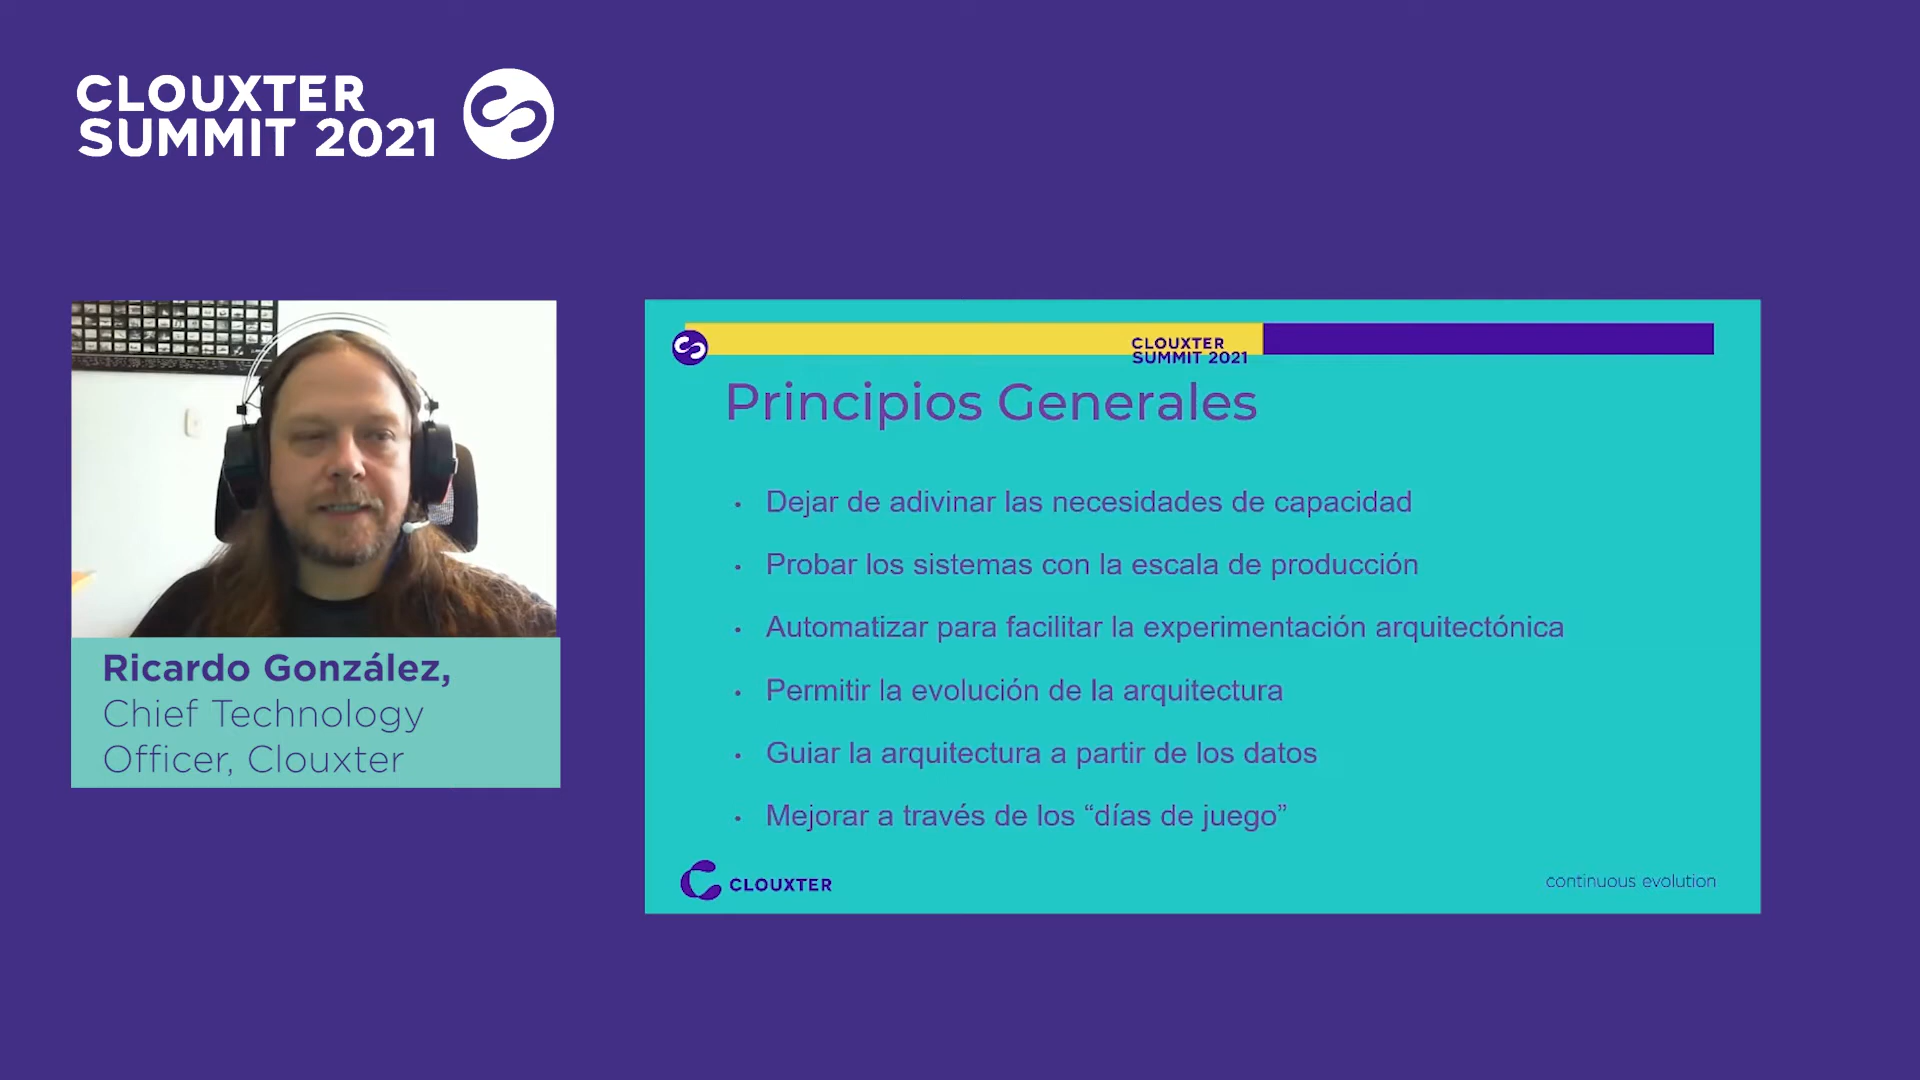 CLOUXTER
SUMMIT 2021
Ricardo González,
Chief Technology
Officer, Clouxter
CLOUXTER
SUMMIT 2021
Principios Generales
• Dejar de adivinar las necesidades de capacidad
• Probar los sistemas con la escala de producción
• Automatizar para facilitar la experimentación arquitectónica
• Permitir la evolución de la arquitectura
• Guiar la arquitectura a partir de los datos
• Mejorar a través de los “días de juego”
CLOUXTER
continuous evolution